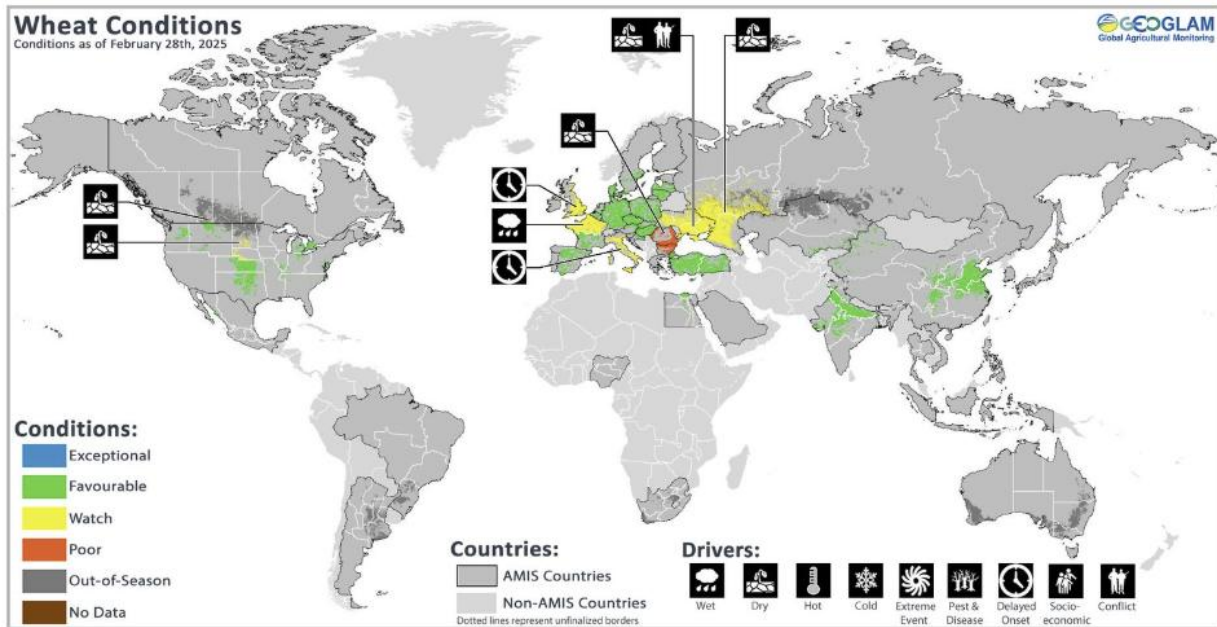 Wheat Conditions
Conditions as of February 28th, 2025
GEOGLAM
Global Agricultural Monitoring
Conditions:
Exceptional
Favourable
Watch
Poor
Out-of-Season
No Data
Countries:
AMIS Countries
Non-AMIS Countries
Dotted lines represent unfinalized borders
Drivers:
Wet
Dry
Hot
Cold
Extreme
Event
Pest &
Disease
Delayed
Onset
Socio-
economic
Conflict